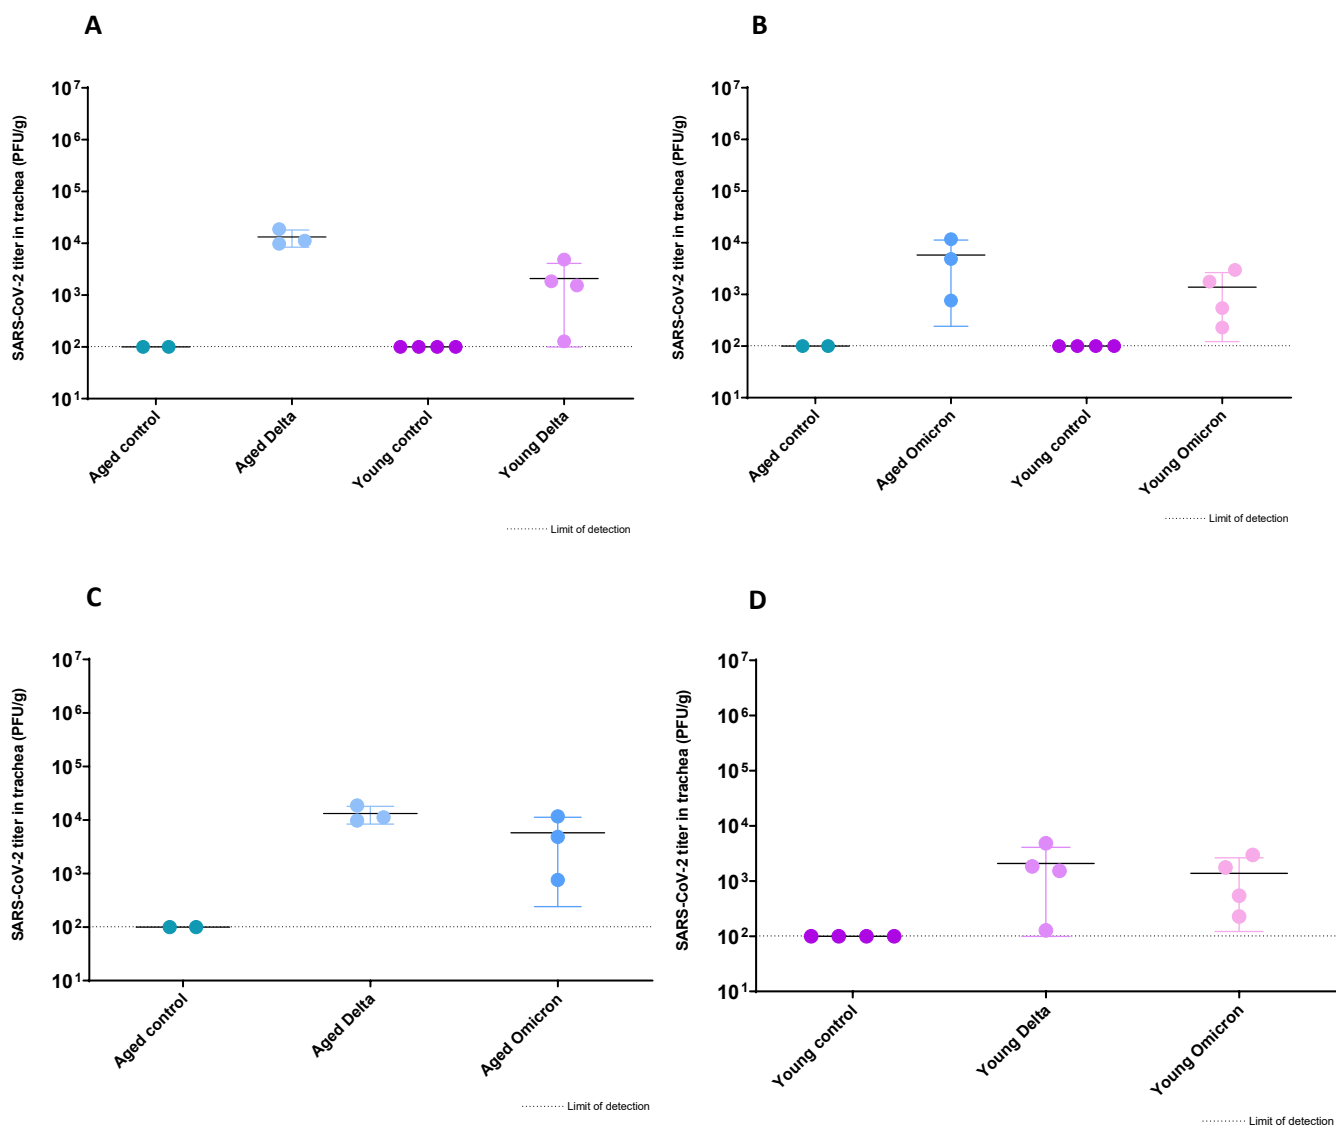 A
SARS-CoV-2 titer in trachea (PFU/g)
10⁷
10⁶
10⁵
10⁴
10³
10²
10¹
Aged control
Aged Delta
Young control
Young Delta
Limit of detection
B
SARS-CoV-2 titer in trachea (PFU/g)
10⁷
10⁶
10⁵
10⁴
10³
10²
10¹
Aged control
Aged Omicron
Young control
Young Omicron
Limit of detection
C
SARS-CoV-2 titer in trachea (PFU/g)
10⁷
10⁶
10⁵
10⁴
10³
10²
10¹
Aged control
Aged Delta
Aged Omicron
Limit of detection
D
SARS-CoV-2 titer in trachea (PFU/g)
10⁷
10⁶
10⁵
10⁴
10³
10²
10¹
Young control
Young Delta
Young Omicron
Limit of detection